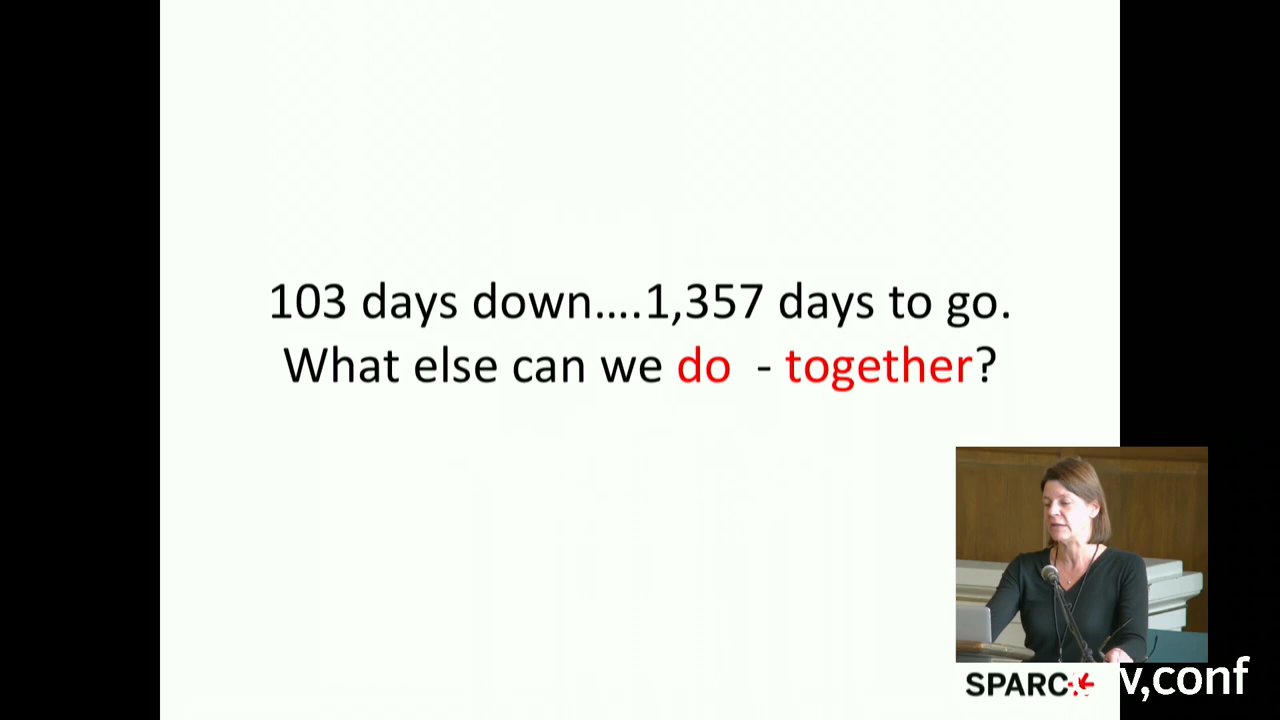 103 days down....1,357 days to go.
What else can we do - together?
SPARC
v,conf